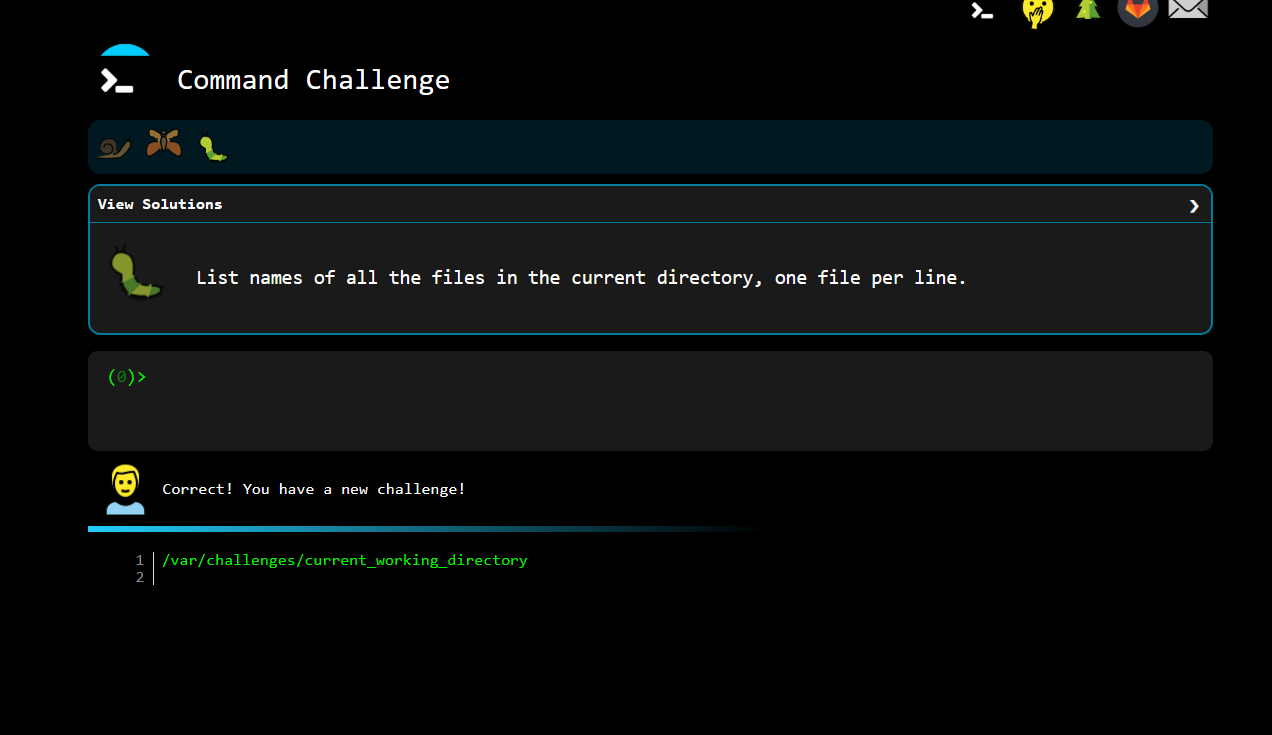 Command Challenge
View Solutions
List names of all the files in the current directory, one file per line.
(0)>
Correct! You have a new challenge!
1 /var/challenges/current_working_directory
2